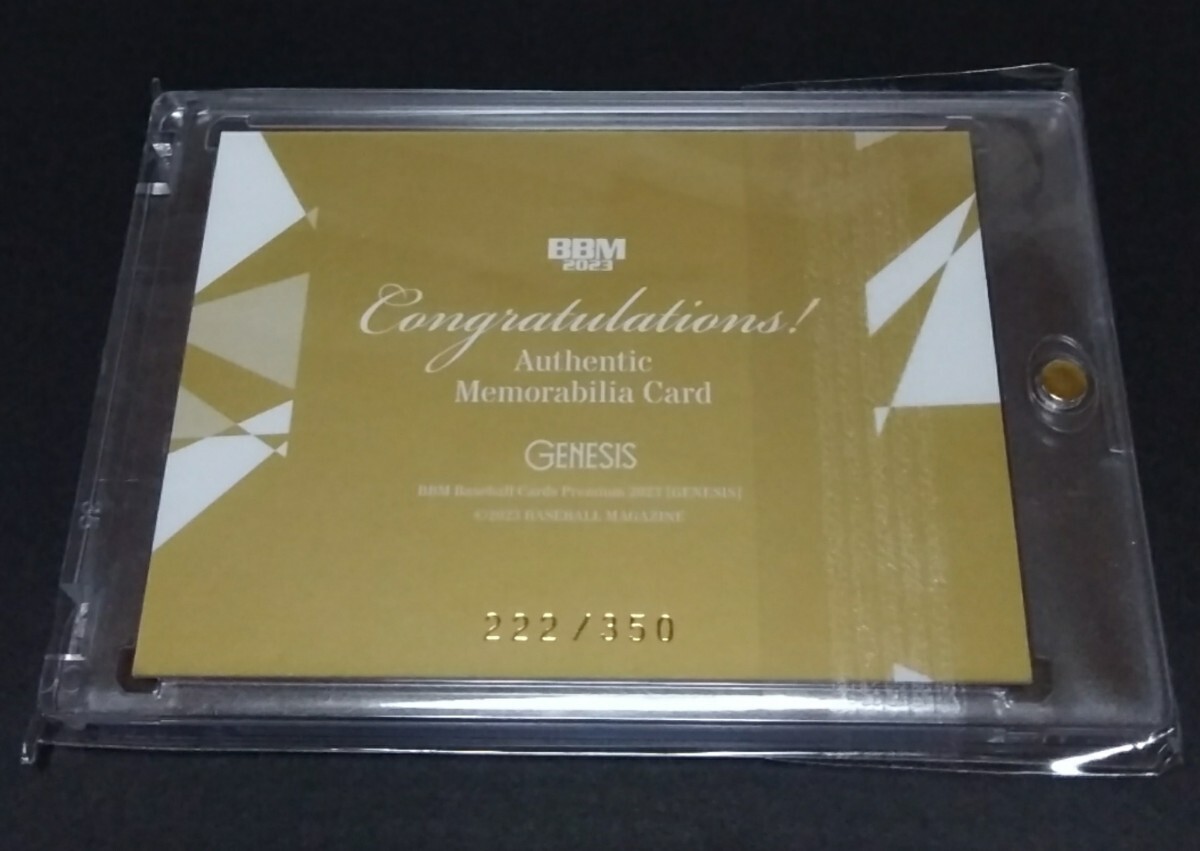 BBM
2023
Congratulations!
Authentic
Memorabilia Card
GENESIS
BBM Baseball Cards Premium 2023 [GENESIS]
©2023 BASEBALL MAGAZINE
222/350